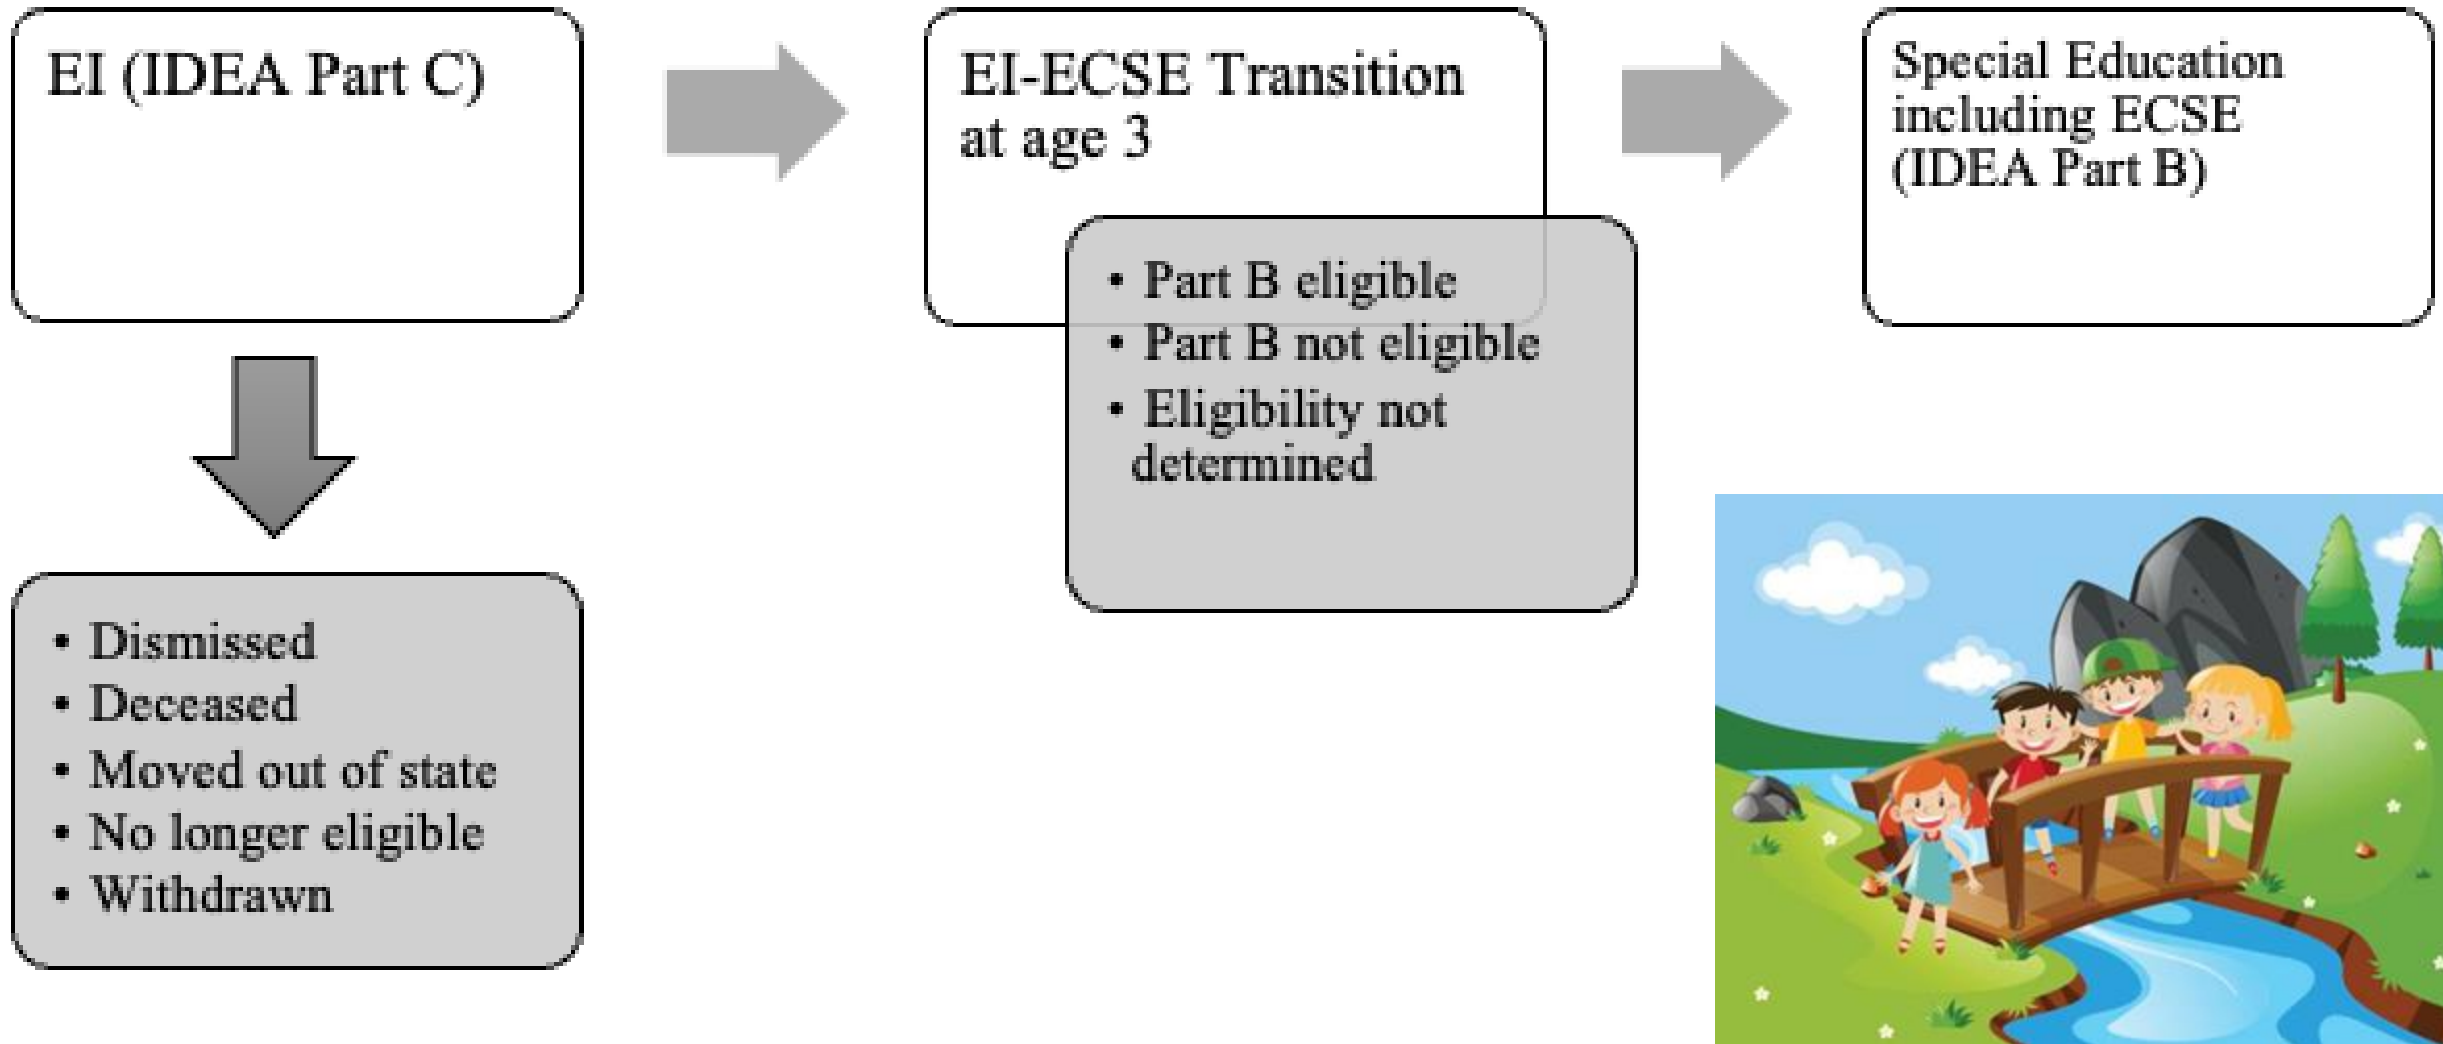 EI (IDEA Part C)
EI-ECSE Transition
at age 3
Special Education
including ECSE
(IDEA Part B)
• Part B eligible
• Part B not eligible
• Eligibility not
determined
• Dismissed
• Deceased
• Moved out of state
• No longer eligible
• Withdrawn